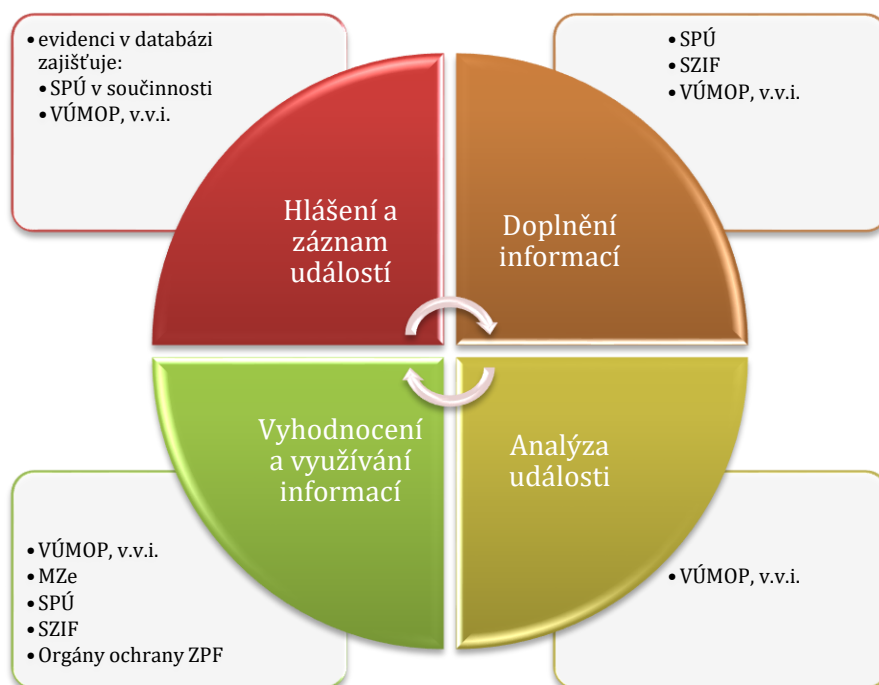 • evidenci v databázi
zajišťuje:
• SPÚ v součinnosti
• VÚMOP, v.v.i.
• SPÚ
• SZIF
• VÚMOP, v.v.i.
Hlášení a
záznam
událostí
Doplnění
informací
Vyhodnocení
a využívání
informací
Analýza
události
• VÚMOP, v.v.i.
• MZe
• SPÚ
• SZIF
• Orgány ochrany ZPF
• VÚMOP, v.v.i.